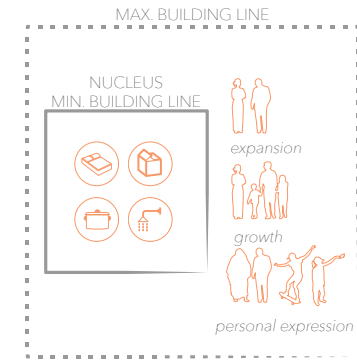 MAX. BUILDING LINE
NUCLEUS
MIN. BUILDING LINE
expansion
growth
personal expression